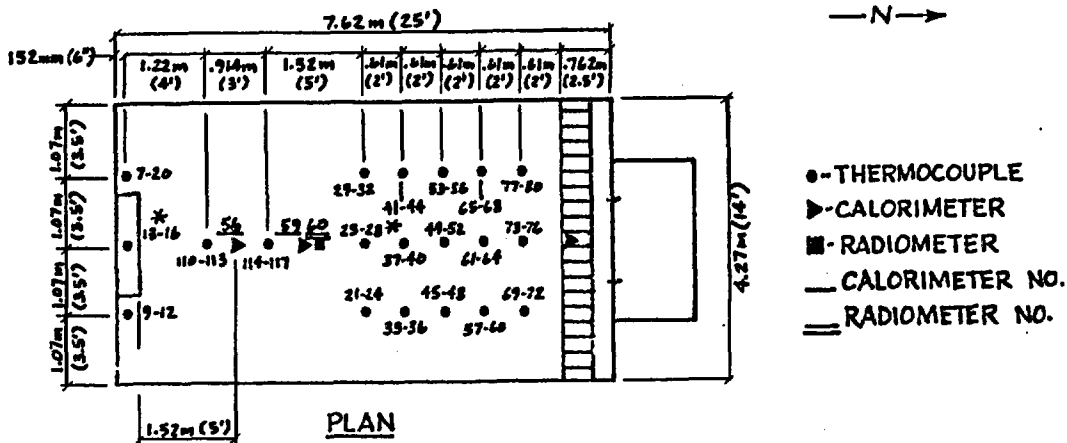 7.62m (25')
—N→
152mm (6")
1.22m (4')
.914m (3')
1.52m (5')
.61m (2')
.61m (2')
.61m (2')
.61m (2')
.61m (2')
.762m (2.5')
1.07m (3.5')
1.07m (3.5')
1.07m (3.5')
1.07m (3.5')
4.27m (14')
7-20
29-32
41-44
53-56
65-68
77-80
*
13-16
56
59
60
25-28
*
49-52
73-76
110-113
114-117
37-40
61-64
9-12
21-24
45-48
69-72
33-36
57-60
1.52m (5')
PLAN
●-THERMOCOUPLE
▶-CALORIMETER
■-RADIOMETER
— CALORIMETER NO.
═ RADIOMETER NO.